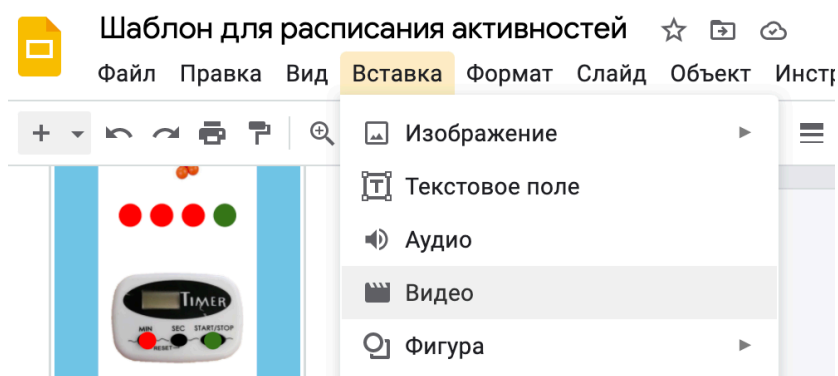 Шаблон для расписания активностей
Файл Правка Вид Вставка Формат Слайд Объект Инстр
Изображение
Текстовое поле
Аудио
Видео
Фигура
TIMER
MIN SEC START/STOP
RESET